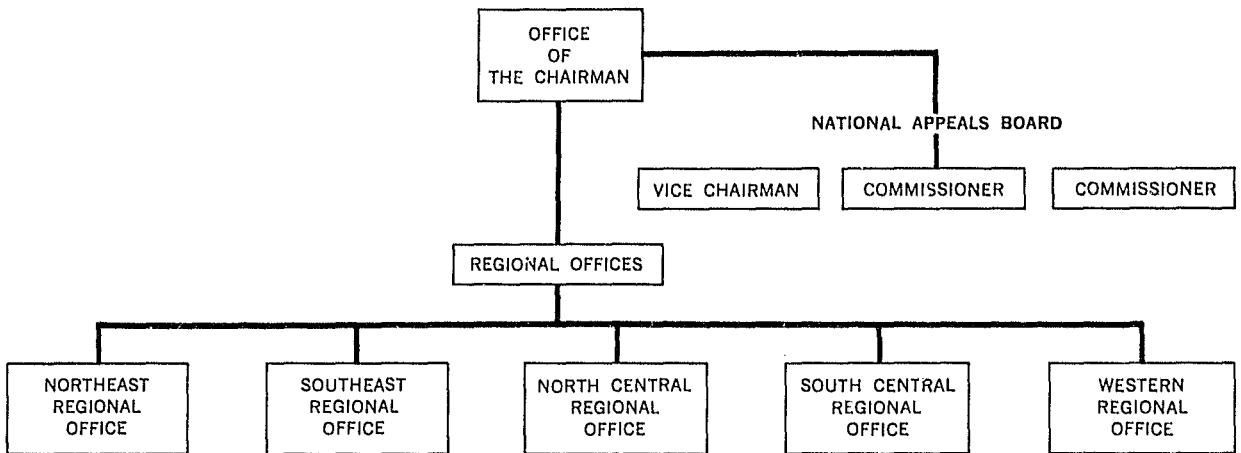 OFFICE
OF
THE CHAIRMAN
NATIONAL APPEALS BOARD
VICE CHAIRMAN
COMMISSIONER
COMMISSIONER
REGIONAL OFFICES
NORTHEAST
REGIONAL
OFFICE
SOUTHEAST
REGIONAL
OFFICE
NORTH CENTRAL
REGIONAL
OFFICE
SOUTH CENTRAL
REGIONAL
OFFICE
WESTERN
REGIONAL
OFFICE